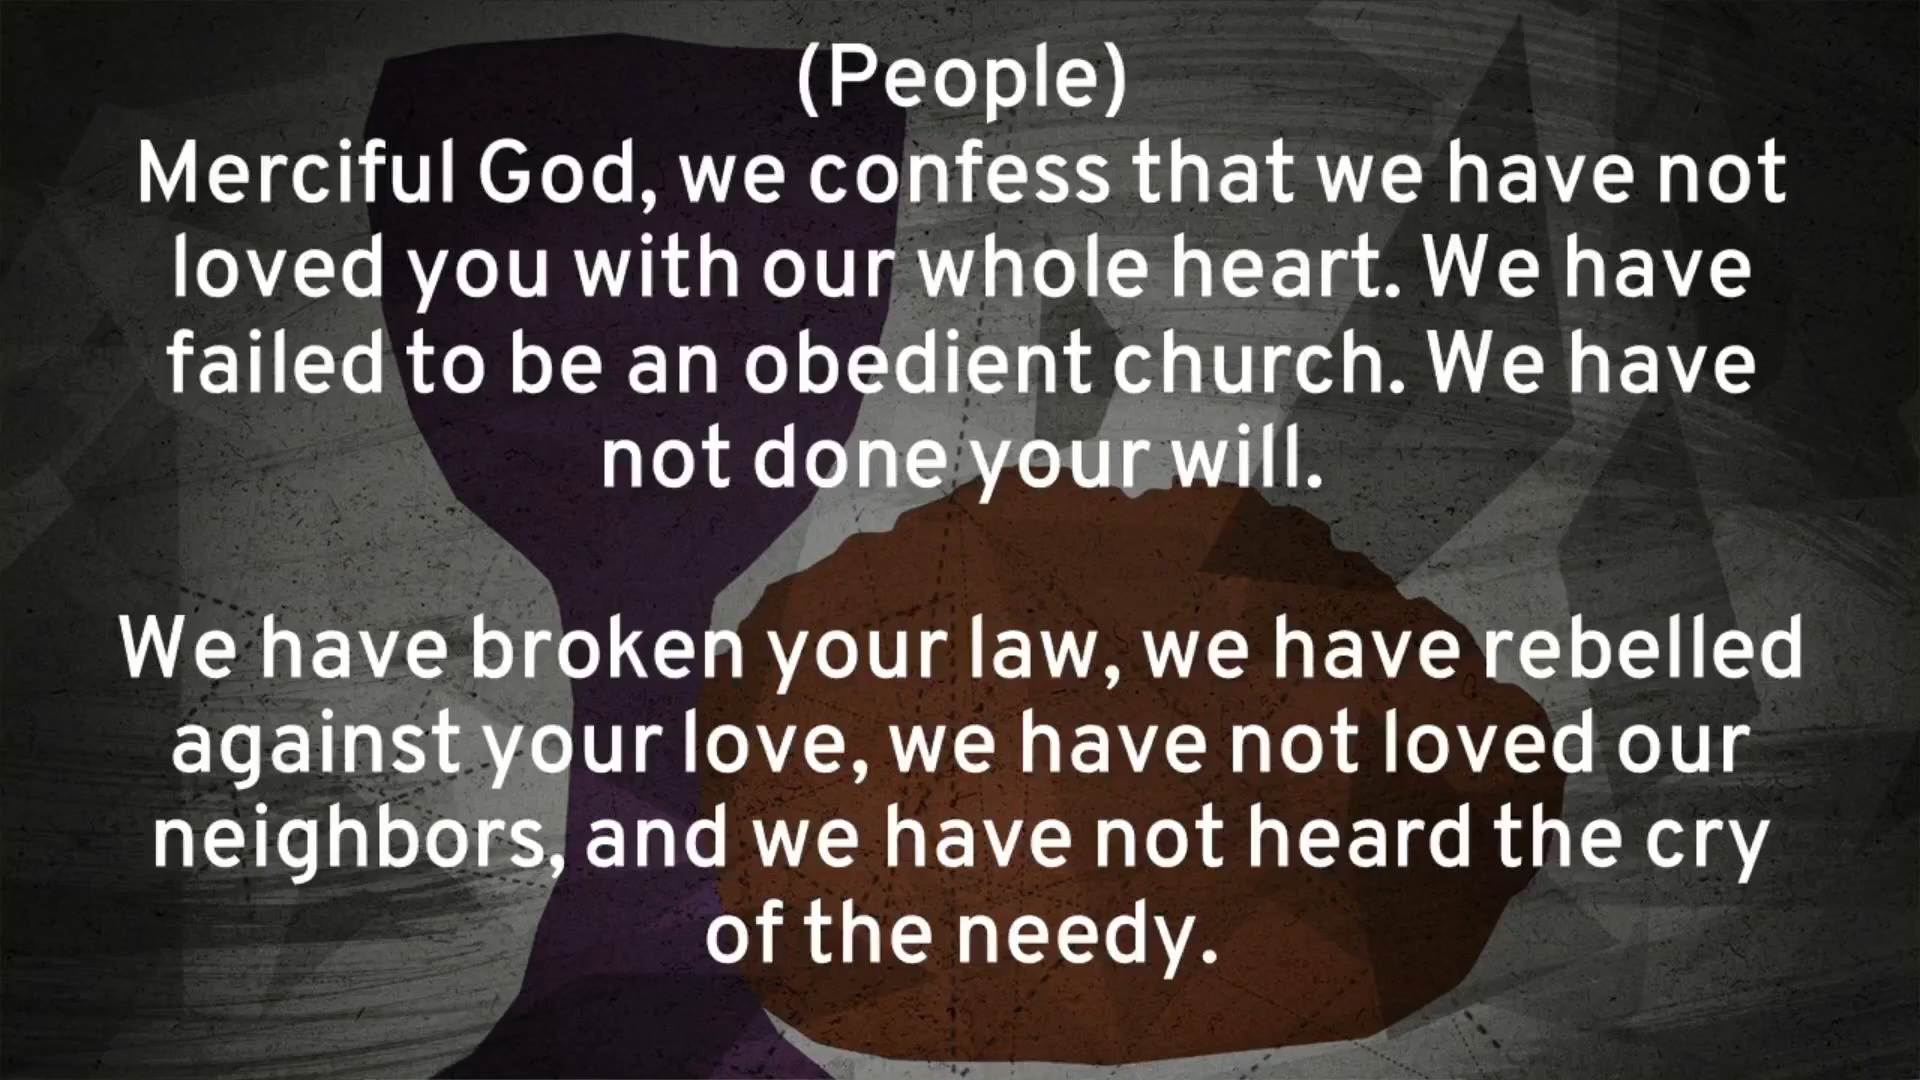 (People)
Merciful God, we confess that we have not
loved you with our whole heart. We have
failed to be an obedient church. We have
not done your will.
We have broken your law, we have rebelled
against your love, we have not loved our
neighbors, and we have not heard the cry
of the needy.